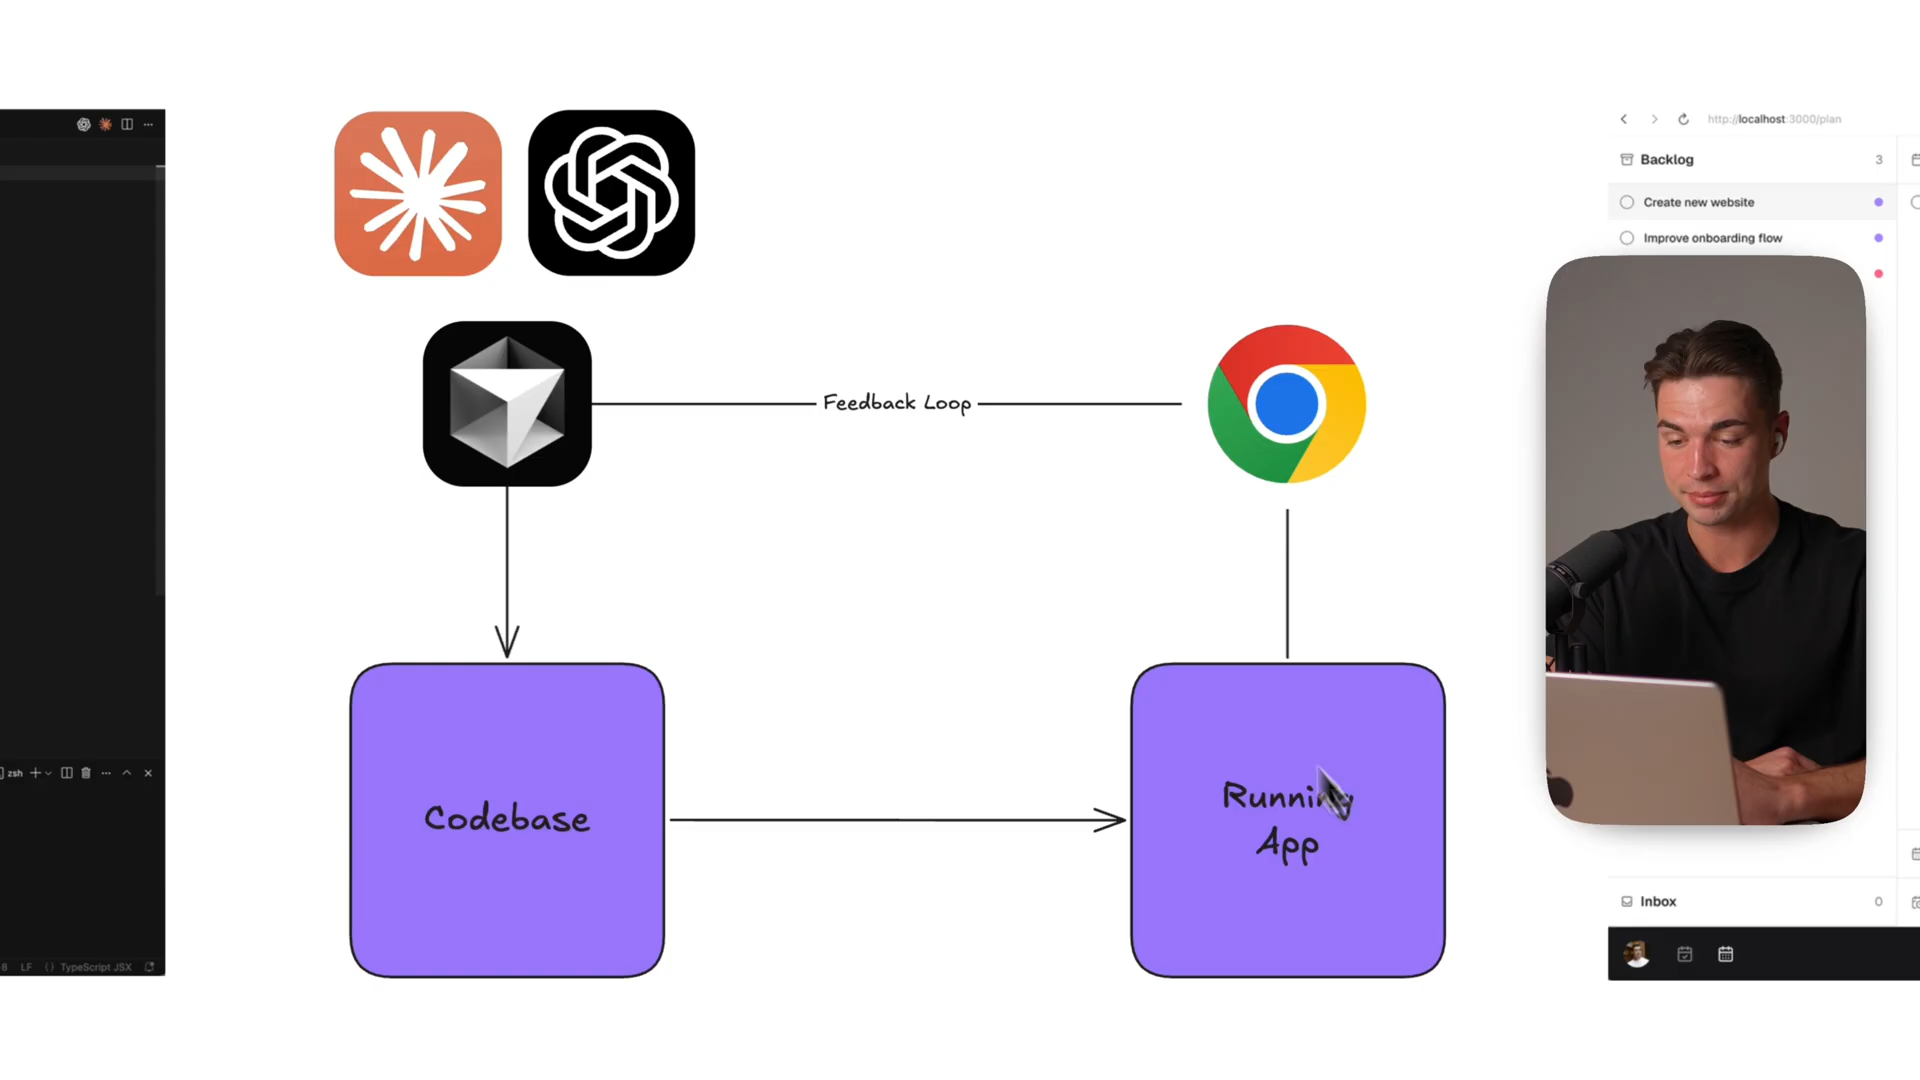 http://localhost:3000/plan
Backlog
3
Create new website
Improve onboarding flow
Feedback Loop
zsh
Codebase
Running
App
Inbox
0
8
LF
{} TypeScript JSX